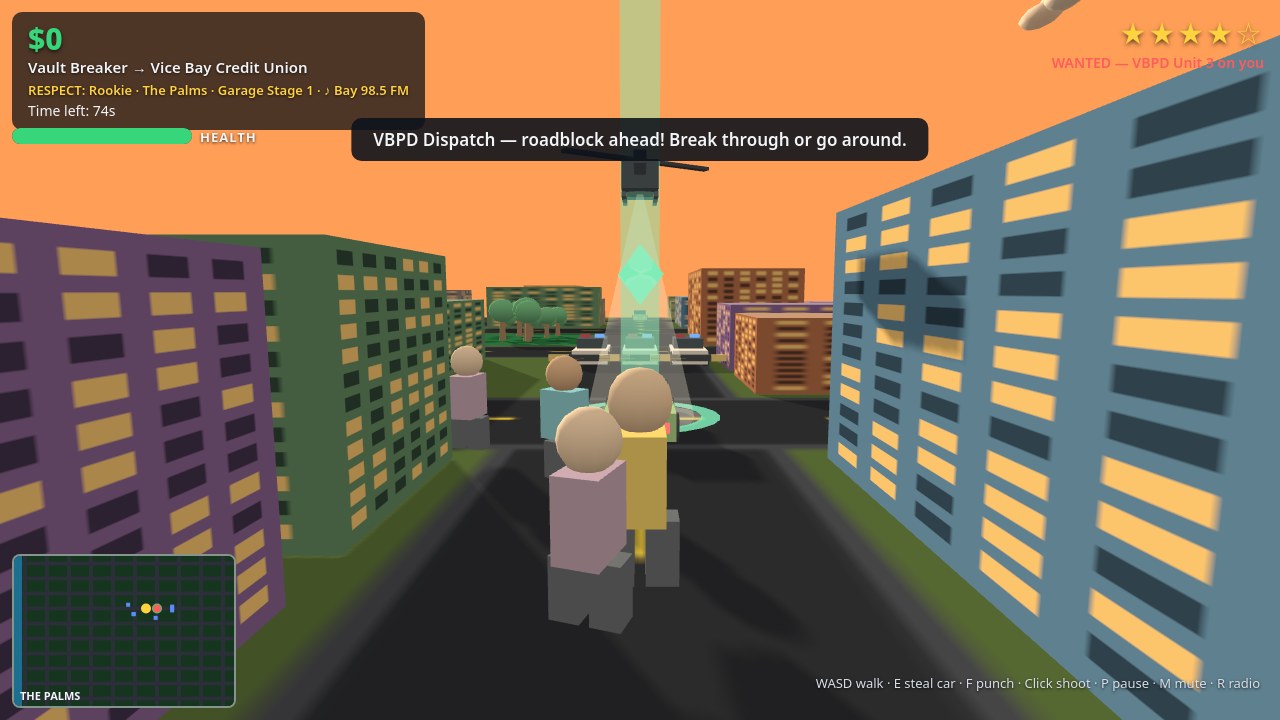 $0
Vault Breaker → Vice Bay Credit Union
RESPECT: Rookie · The Palms · Garage Stage 1 · ♪ Bay 98.5 FM
Time left: 74s
HEALTH
★★★★☆
WANTED — VBPD Unit 3 on you
VBPD Dispatch — roadblock ahead! Break through or go around.
THE PALMS
WASD walk · E steal car · F punch · Click shoot · P pause · M mute · R radio